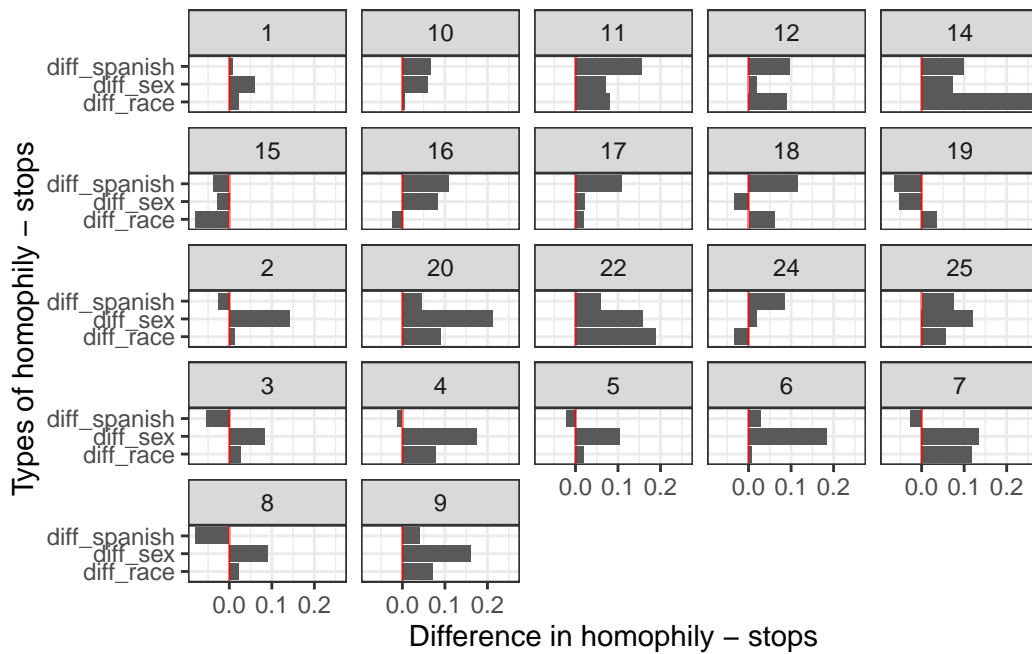 1 10 11 12 14
diff_spanish
diff_sex
diff_race
15 16 17 18 19
diff_spanish
diff_sex
diff_race
2 20 22 24 25
diff_spanish
diff_sex
diff_race
3 4 5 6 7
diff_spanish
diff_sex
diff_race
0.0 0.1 0.2 0.0 0.1 0.2 0.0 0.1 0.2
8 9
diff_spanish
diff_sex
diff_race
0.0 0.1 0.2 0.0 0.1 0.2
Difference in homophily – stops
Types of homophily – stops